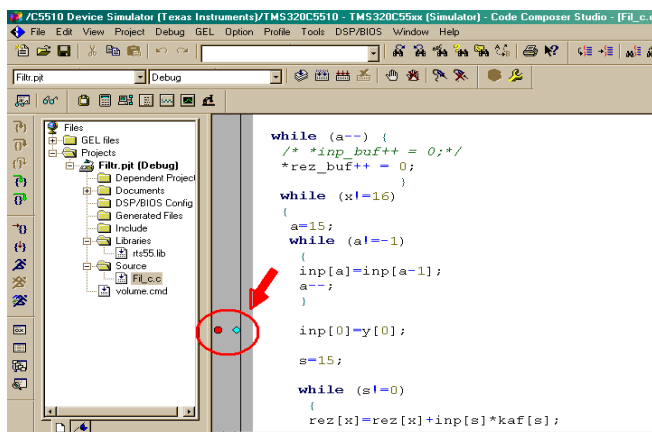 /C5510 Device Simulator (Texas Instruments)/TMS320C5510 - TMS320C55xx (Simulator) - Code Composer Studio - [Fil_c.c
File Edit View Project Debug GEL Option Profile Tools DSP/BIOS Window Help
Filtr.pjt Debug
Files
GEL files
Projects
Filtr.pjt (Debug)
Dependent Project
Documents
DSP/BIOS Config
Generated Files
Include
Libraries
rts55.lib
Source
Fil_c.c
volume.cmd
while (a--) {
/* *inp_buf++ = 0;*/
*rez_buf++ = 0;
}
while (x!=16)
{
a=15;
while (a!=-1)
{
inp[a]=inp[a-1];
a--;
}
inp[0]=y[0];
s=15;
while (s!=0)
{
rez[x]=rez[x]+inp[s]*kaf[s];